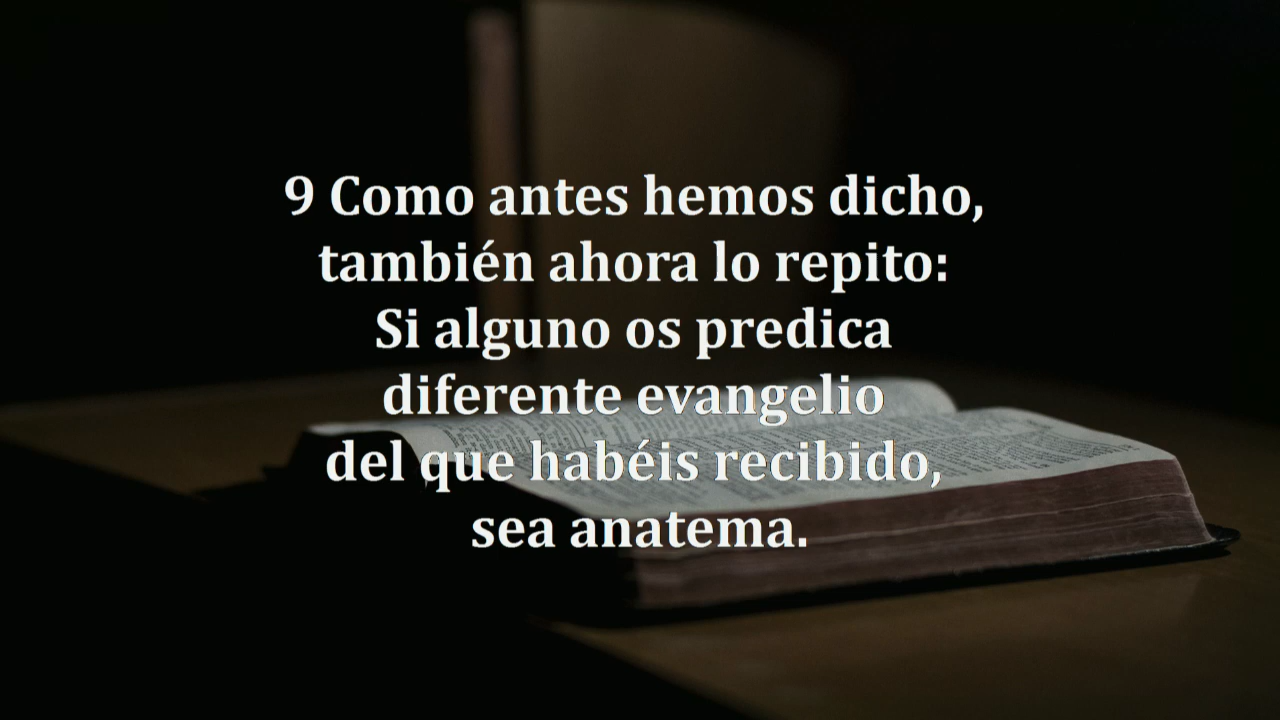 9 Como antes hemos dicho,
también ahora lo repito:
Si alguno os predica
diferente evangelio
del que habéis recibido,
sea anatema.